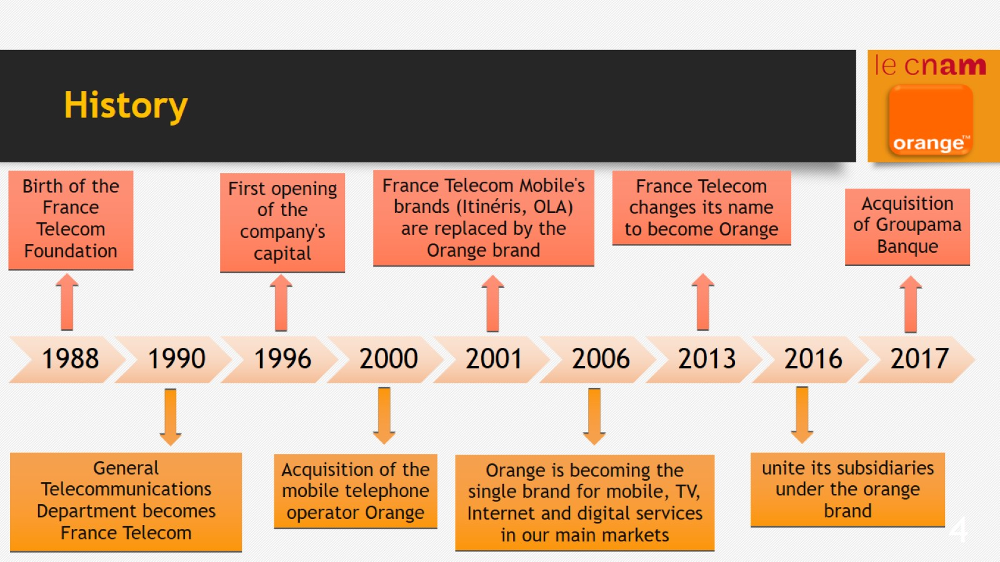 le cnam
orange™
History
Birth of the
France
Telecom
Foundation
First opening
of the
company's
capital
France Telecom Mobile's
brands (Itinéris, OLA)
are replaced by the
Orange brand
France Telecom
changes its name
to become Orange
Acquisition
of Groupama
Banque
1988
1990
1996
2000
2001
2006
2013
2016
2017
General
Telecommunications
Department becomes
France Telecom
Acquisition of the
mobile telephone
operator Orange
Orange is becoming the
single brand for mobile, TV,
Internet and digital services
in our main markets
unite its subsidiaries
under the orange
brand
4